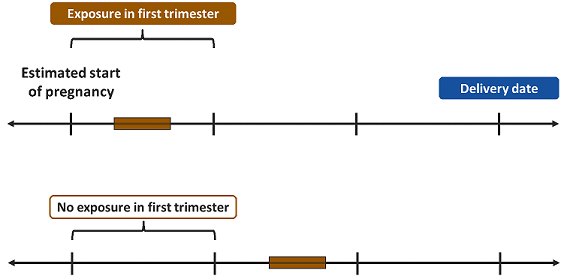 Exposure in first trimester
Estimated start
of pregnancy
Delivery date
No exposure in first trimester